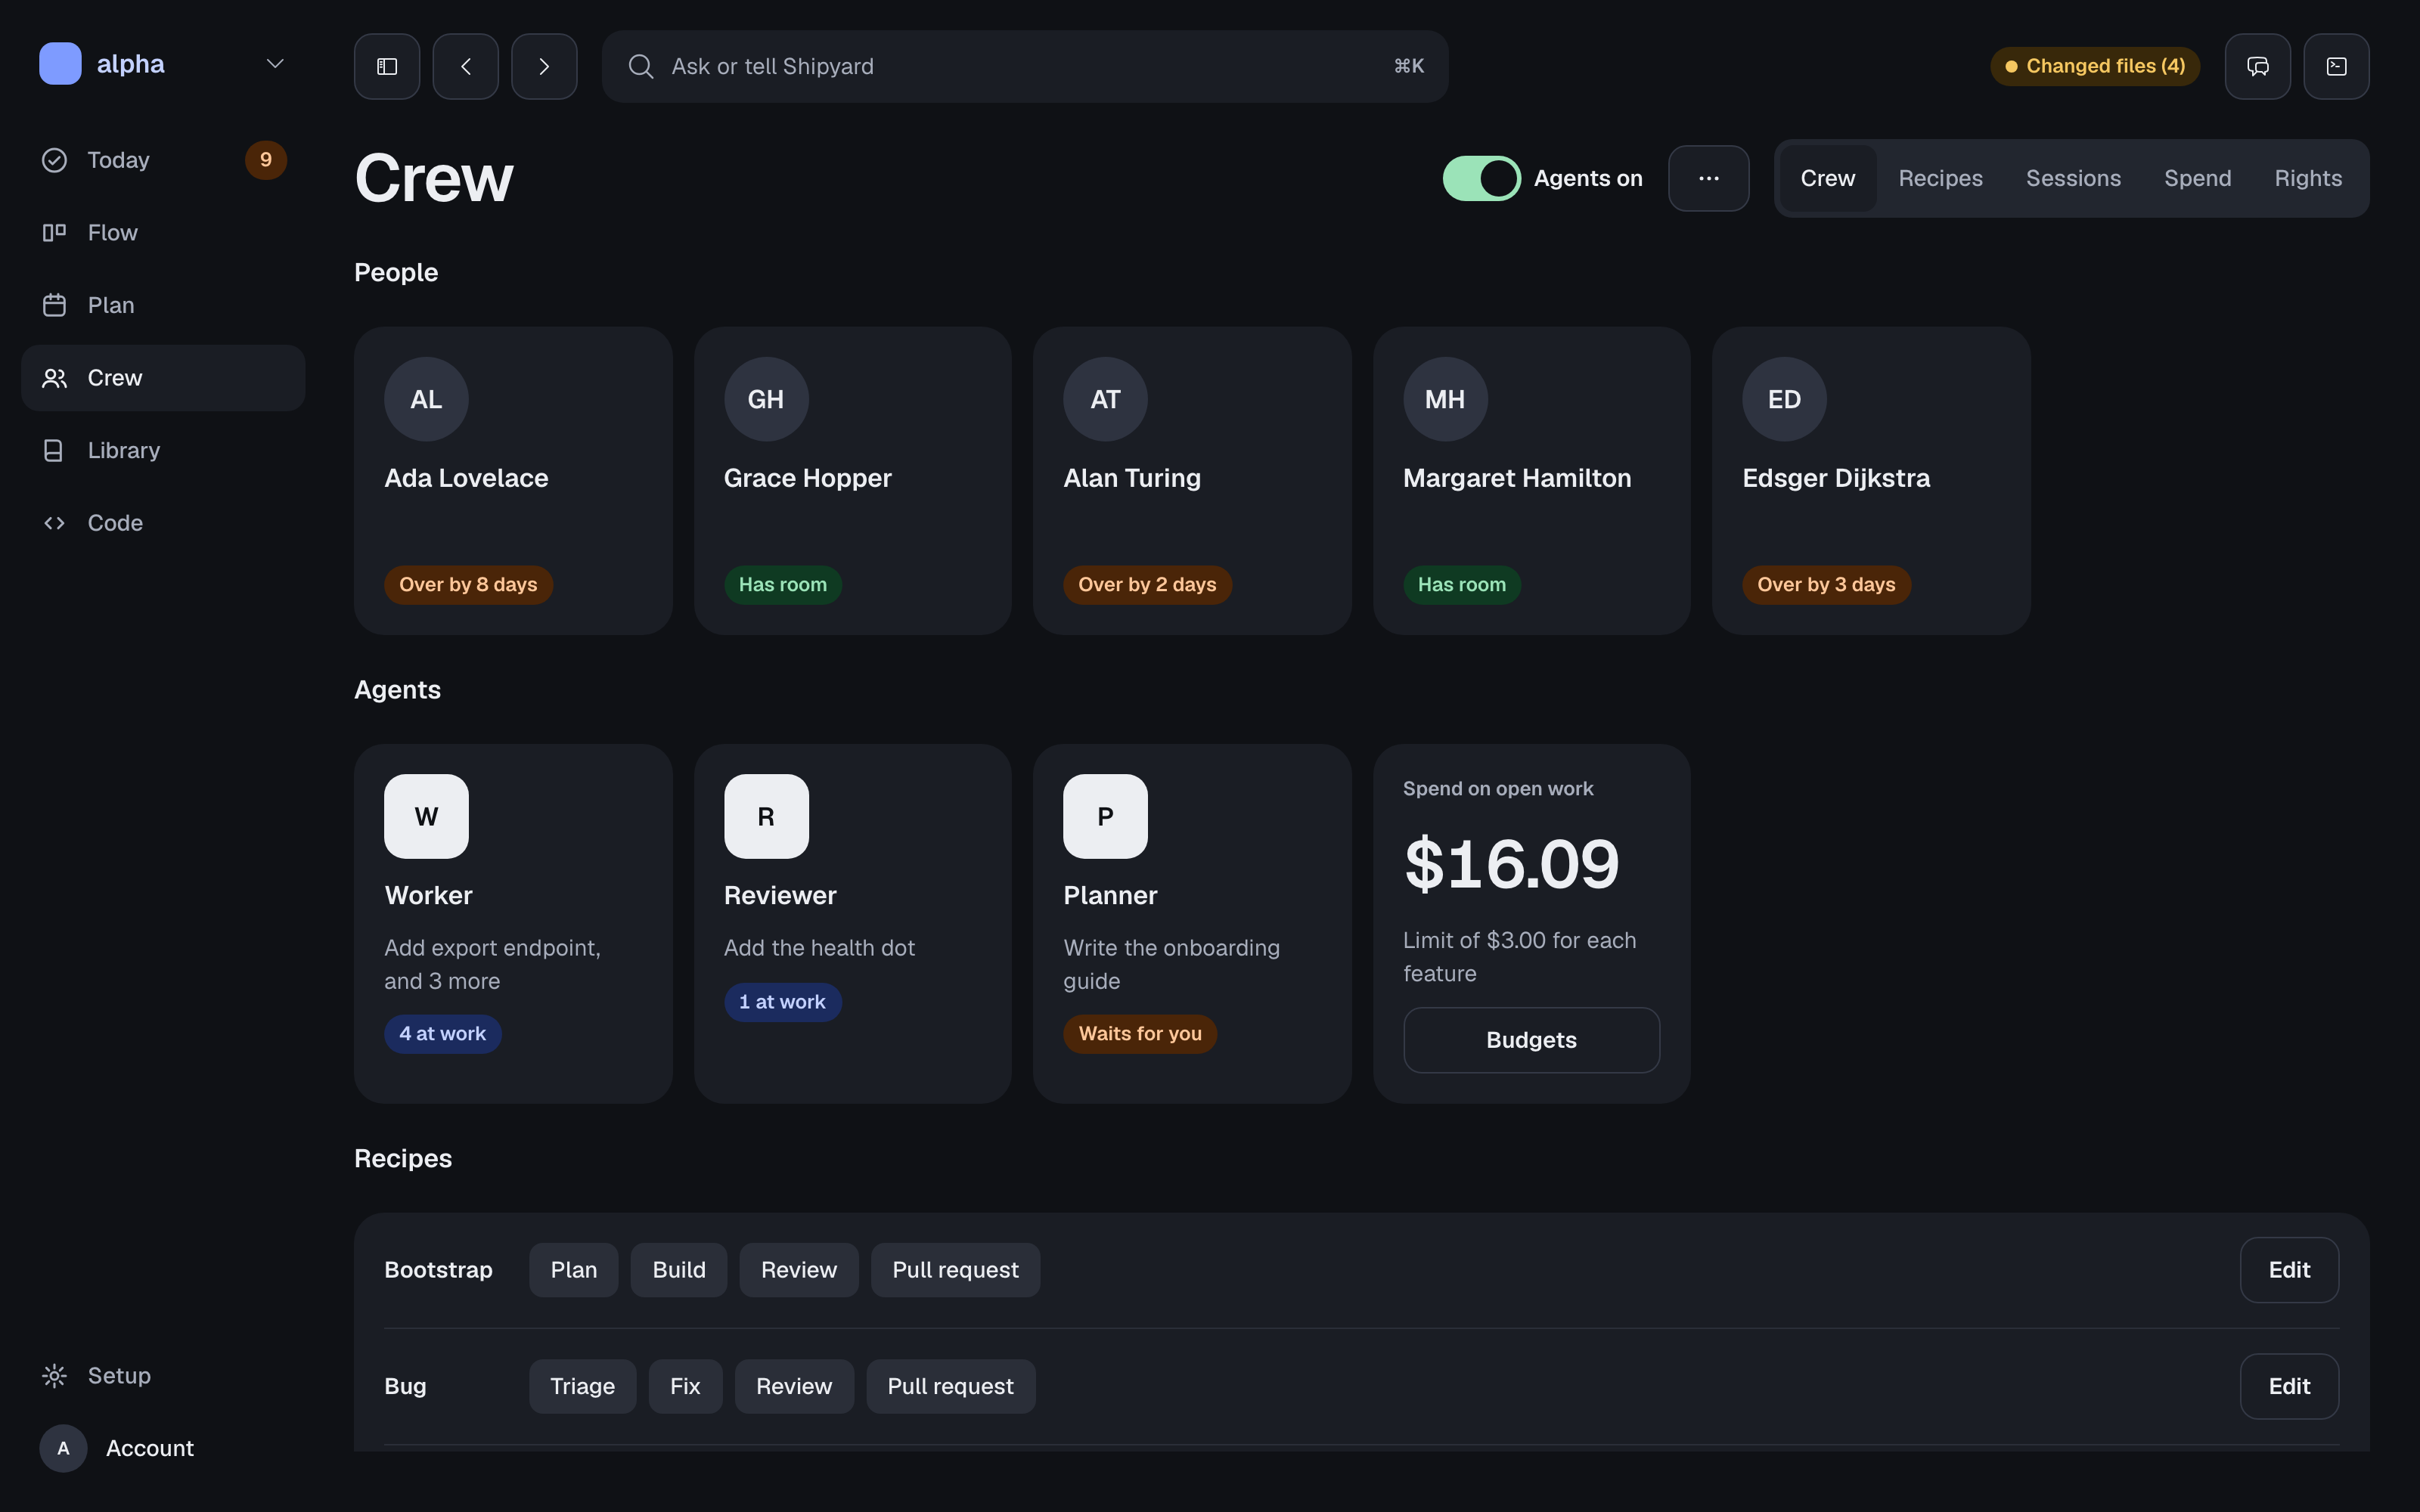 alpha
Ask or tell Shipyard
⌘K
Changed files (4)
Today
9
Flow
Plan
Crew
Library
Code
Setup
A
Account
Crew
Agents on
Crew
Recipes
Sessions
Spend
Rights
People
AL
Ada Lovelace
Over by 8 days
GH
Grace Hopper
Has room
AT
Alan Turing
Over by 2 days
MH
Margaret Hamilton
Has room
ED
Edsger Dijkstra
Over by 3 days
Agents
W
Worker
Add export endpoint,
and 3 more
4 at work
R
Reviewer
Add the health dot
1 at work
P
Planner
Write the onboarding
guide
Waits for you
Spend on open work
$16.09
Limit of $3.00 for each
feature
Budgets
Recipes
Bootstrap
Plan
Build
Review
Pull request
Edit
Bug
Triage
Fix
Review
Pull request
Edit